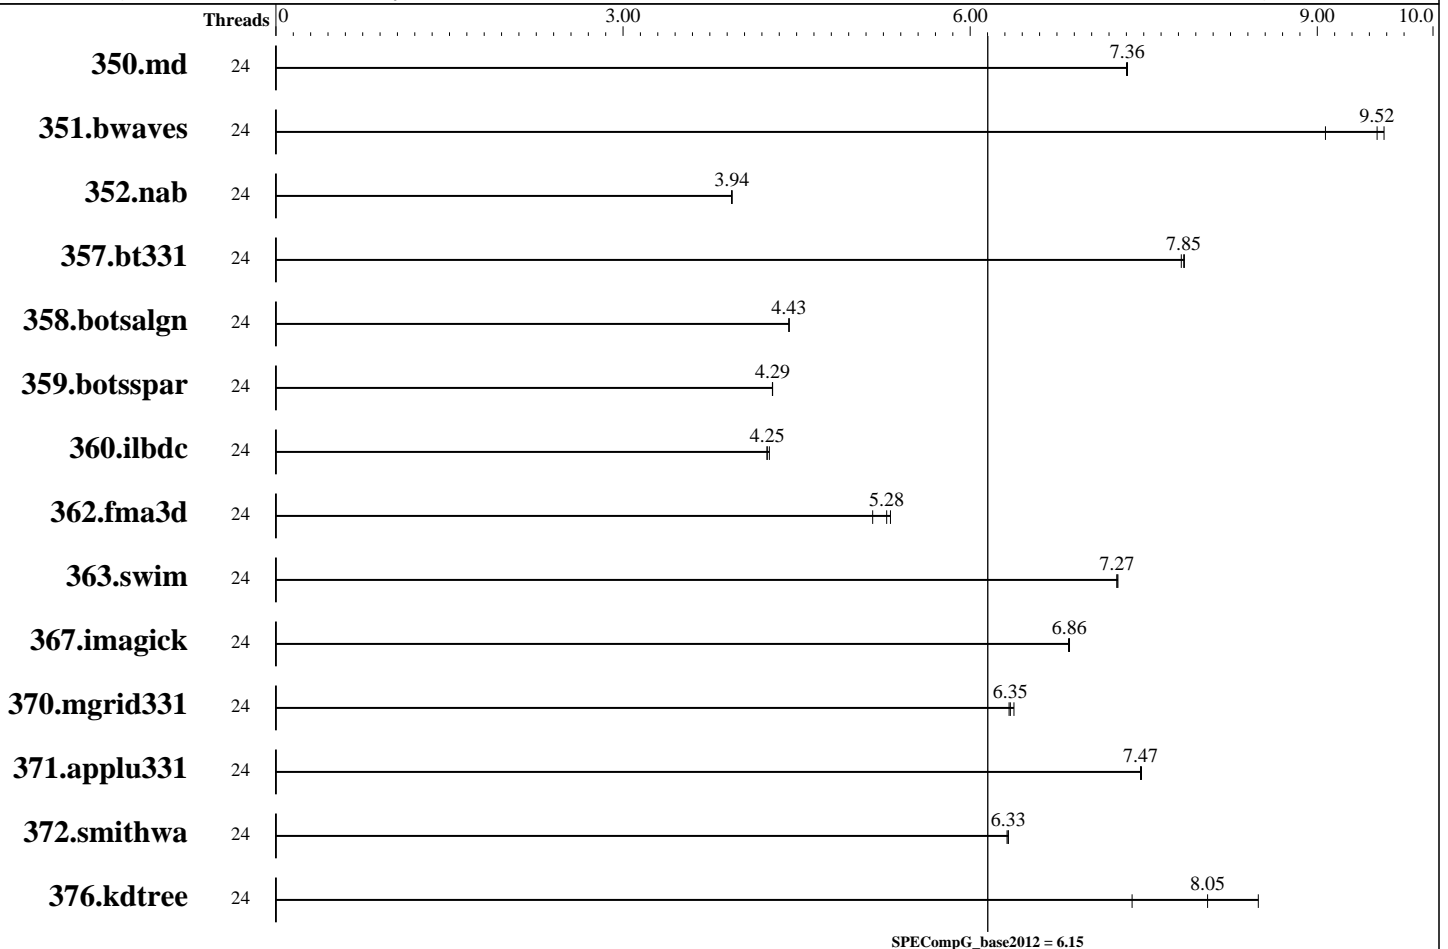 Threads 0 3.00 6.00 9.00 10.0
350.md 24 7.36
351.bwaves 24 9.52
352.nab 24 3.94
357.bt331 24 7.85
358.botsalgn 24 4.43
359.botsspar 24 4.29
360.ilbdc 24 4.25
362.fma3d 24 5.28
363.swim 24 7.27
367.imagick 24 6.86
370.mgrid331 24 6.35
371.applu331 24 7.47
372.smithwa 24 6.33
376.kdtree 24 8.05
SPECompG_base2012 = 6.15